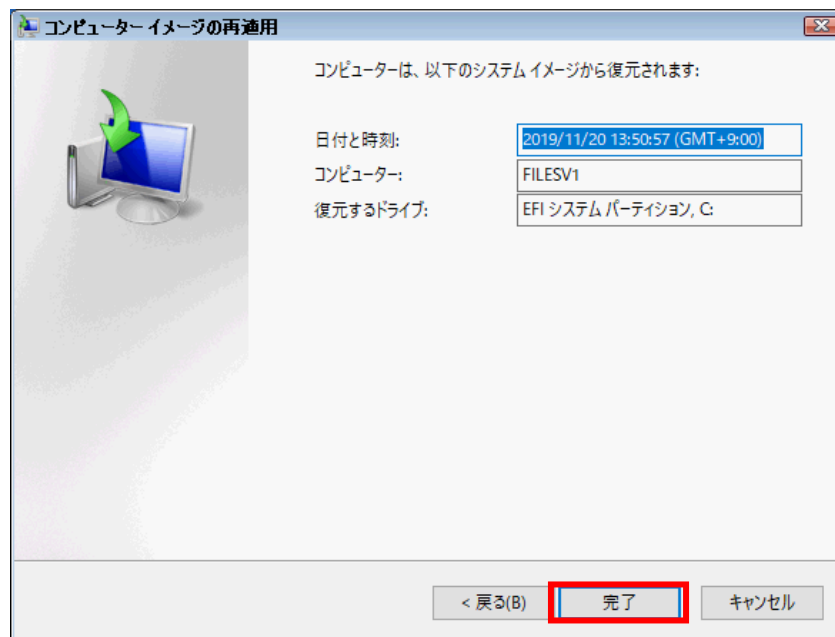 コンピューター イメージの再適用
コンピューターは、以下のシステム イメージから復元されます:
日付と時刻: 2019/11/20 13:50:57 (GMT+9:00)
コンピューター: FILESV1
復元するドライブ: EFI システム パーティション, C:
< 戻る(B) 完了 キャンセル